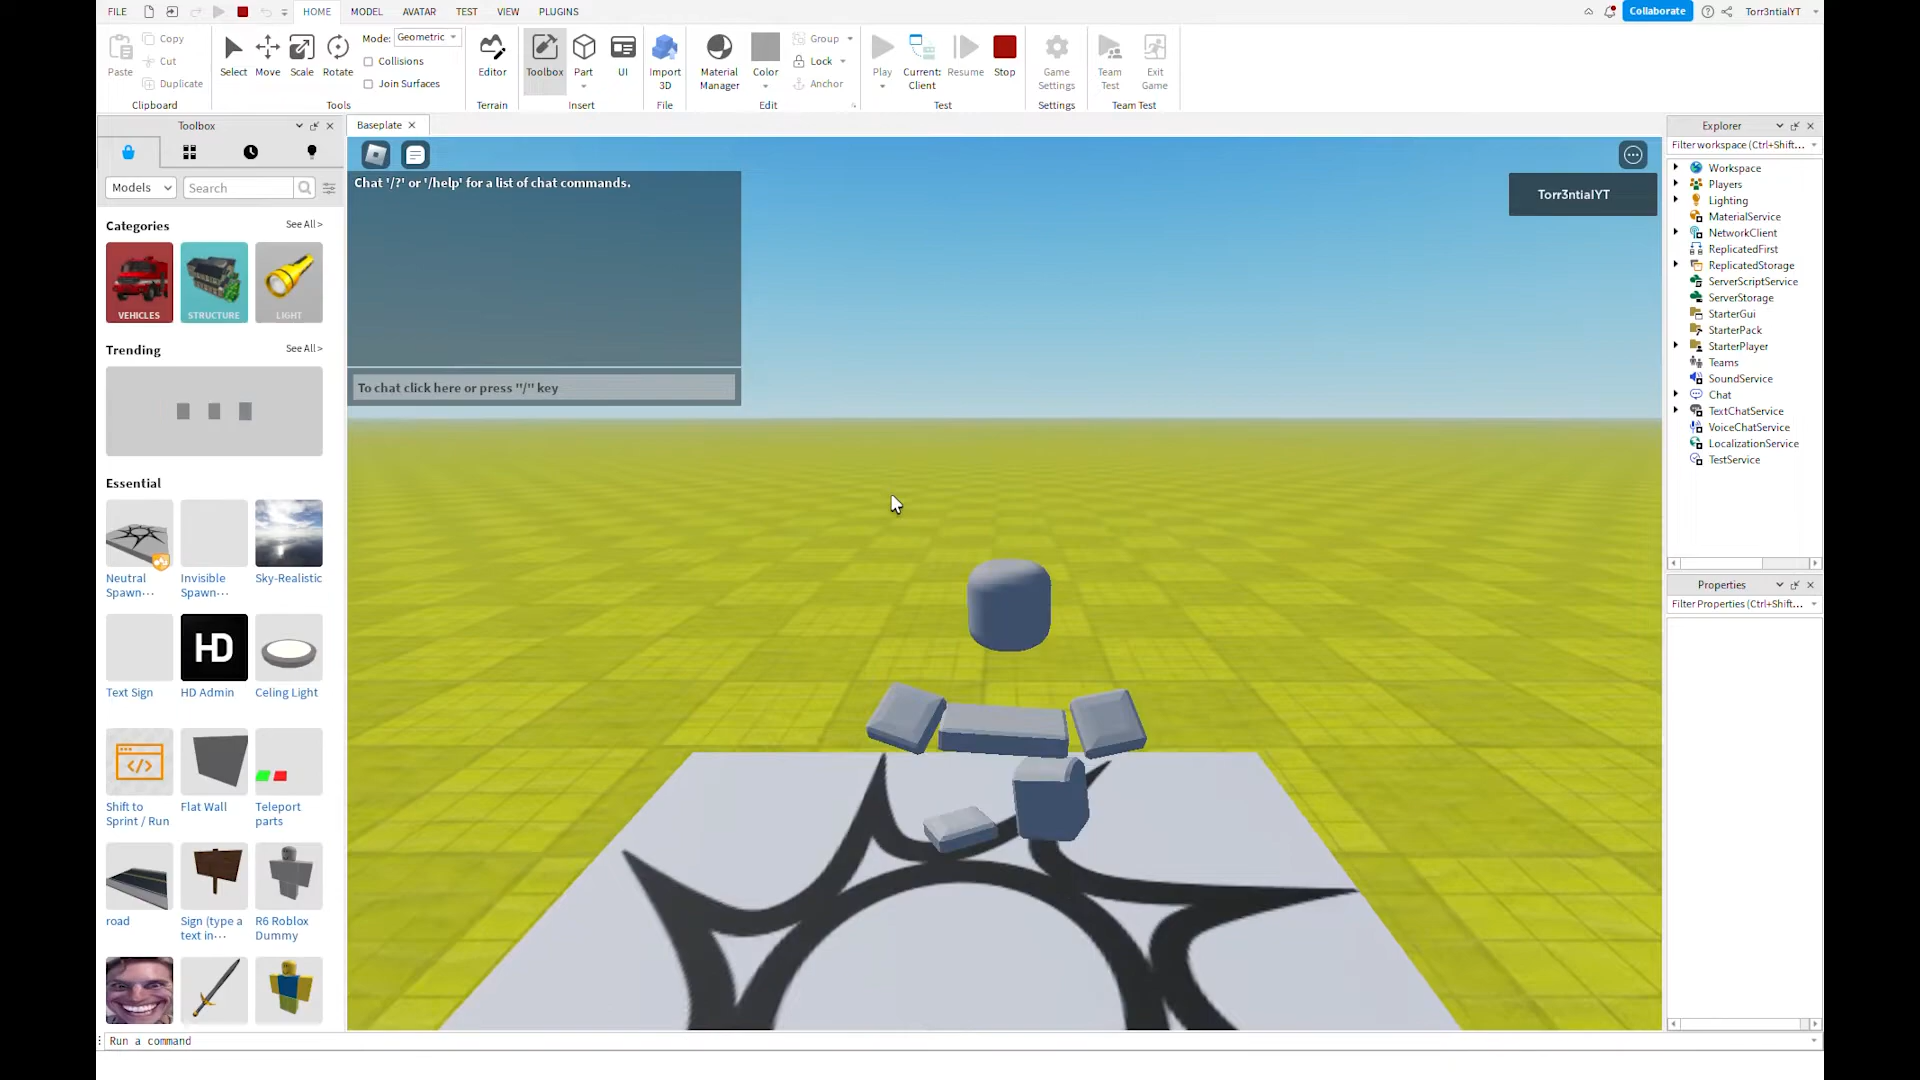 FILE
HOME
MODEL
AVATAR
TEST
VIEW
PLUGINS
Collaborate
Torr3ntialYT
Paste
Copy
Cut
Duplicate
Clipboard
Select
Move
Scale
Rotate
Mode:
Geometric
Collisions
Join Surfaces
Tools
Editor
Terrain
Toolbox
Part
UI
Insert
Import
3D
File
Material
Manager
Color
Group
Lock
Anchor
Edit
Play
Current:
Client
Resume
Stop
Test
Game
Settings
Settings
Team
Test
Exit
Game
Team Test
Toolbox
Models
Search
Categories
See All >
VEHICLES
STRUCTURE
LIGHT
Trending
See All >
Essential
Neutral
Spawn···
Invisible
Spawn···
Sky-Realistic
HD
Text Sign
HD Admin
Celing Light
Shift to
Sprint / Run
Flat Wall
Teleport
parts
road
Sign (type a
text in···
R6 Roblox
Dummy
Run a command
Baseplate
Chat '/?' or '/help' for a list of chat commands.
To chat click here or press "/" key
Torr3ntialYT
Explorer
Filter workspace (Ctrl+Shift...
Workspace
Players
Lighting
MaterialService
NetworkClient
ReplicatedFirst
ReplicatedStorage
ServerScriptService
ServerStorage
StarterGui
StarterPack
StarterPlayer
Teams
SoundService
Chat
TextChatService
VoiceChatService
LocalizationService
TestService
Properties
Filter Properties (Ctrl+Shift...